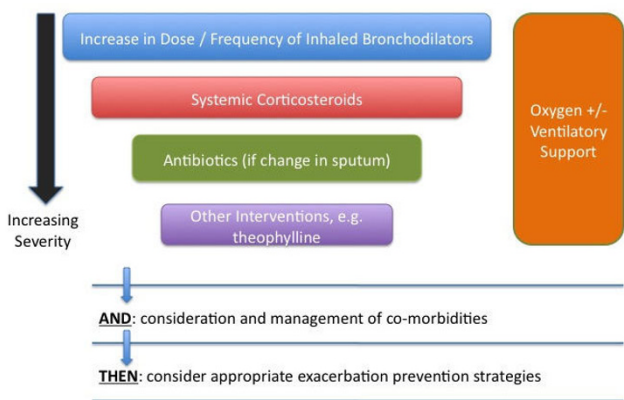 Increase in Dose / Frequency of Inhaled Bronchodilators
Systemic Corticosteroids
Antibiotics (if change in sputum)
Other Interventions, e.g.
theophylline
Oxygen +/-
Ventilatory
Support
Increasing
Severity
AND: consideration and management of co-morbidities
THEN: consider appropriate exacerbation prevention strategies